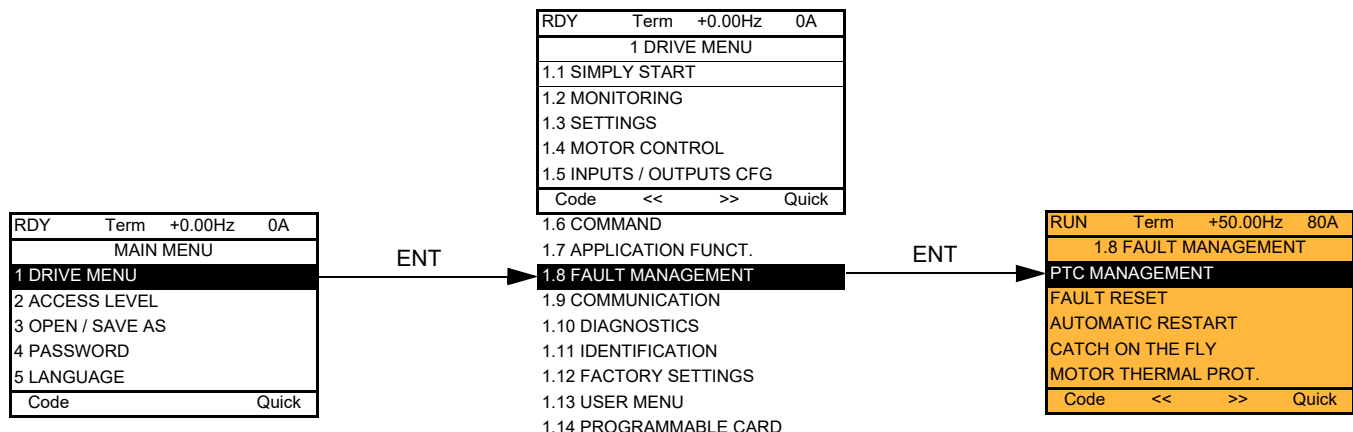 RDY Term +0.00Hz 0A
MAIN MENU
1 DRIVE MENU
2 ACCESS LEVEL
3 OPEN / SAVE AS
4 PASSWORD
5 LANGUAGE
Code Quick
ENT
RDY Term +0.00Hz 0A
1 DRIVE MENU
1.1 SIMPLY START
1.2 MONITORING
1.3 SETTINGS
1.4 MOTOR CONTROL
1.5 INPUTS / OUTPUTS CFG
Code << >> Quick
1.6 COMMAND
1.7 APPLICATION FUNCT.
1.8 FAULT MANAGEMENT
1.9 COMMUNICATION
1.10 DIAGNOSTICS
1.11 IDENTIFICATION
1.12 FACTORY SETTINGS
1.13 USER MENU
1.14 PROGRAMMABLE CARD
ENT
RUN Term +50.00Hz 80A
1.8 FAULT MANAGEMENT
PTC MANAGEMENT
FAULT RESET
AUTOMATIC RESTART
CATCH ON THE FLY
MOTOR THERMAL PROT.
Code << >> Quick